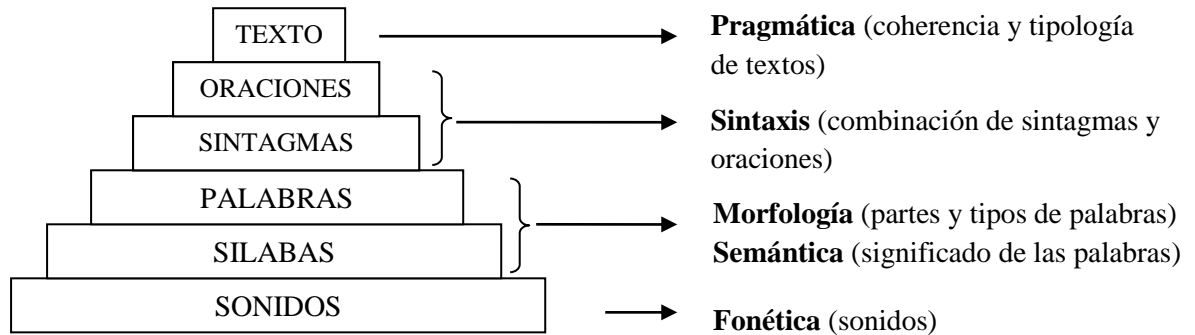 TEXTO
Pragmática (coherencia y tipología
de textos)
ORACIONES
SINTAGMAS
Sintaxis (combinación de sintagmas y
oraciones)
PALABRAS
SILABAS
Morfología (partes y tipos de palabras)
Semántica (significado de las palabras)
SONIDOS
Fonética (sonidos)